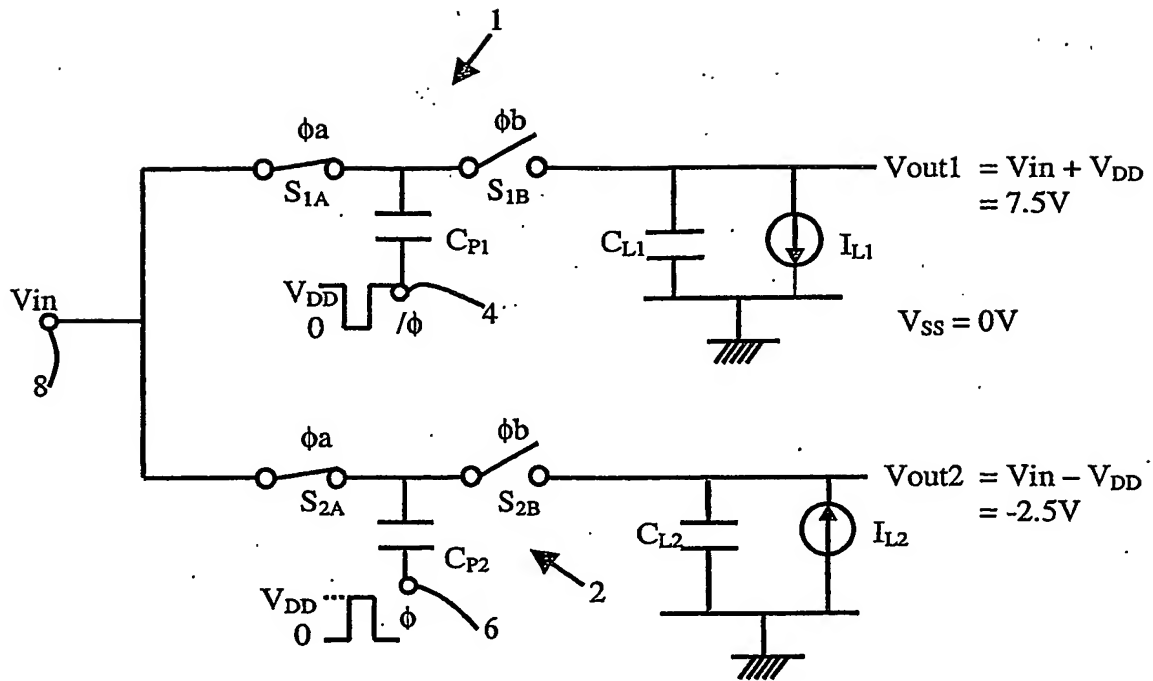 1
ϕa
ϕb
S1A
S1B
Vout1 = Vin + VDD
= 7.5V
CP1
CL1
IL1
Vin
VDD
0
/ϕ
4
VSS = 0V
8
ϕa
ϕb
S2A
S2B
Vout2 = Vin – VDD
= -2.5V
CP2
CL2
IL2
2
VDD
0
ϕ
6